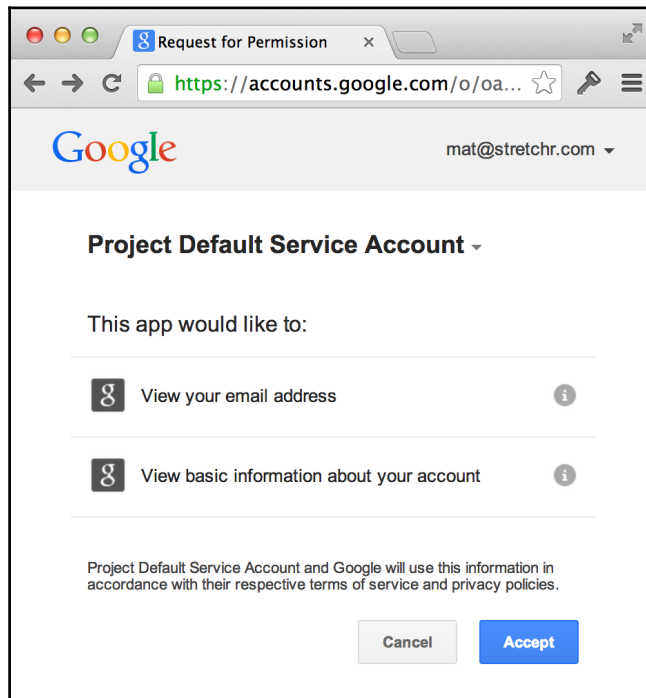 Request for Permission
https://accounts.google.com/o/oa...
Google
mat@stretchr.com
Project Default Service Account
This app would like to:
g View your email address i
g View basic information about your account i
Project Default Service Account and Google will use this information in
accordance with their respective terms of service and privacy policies.
Cancel Accept